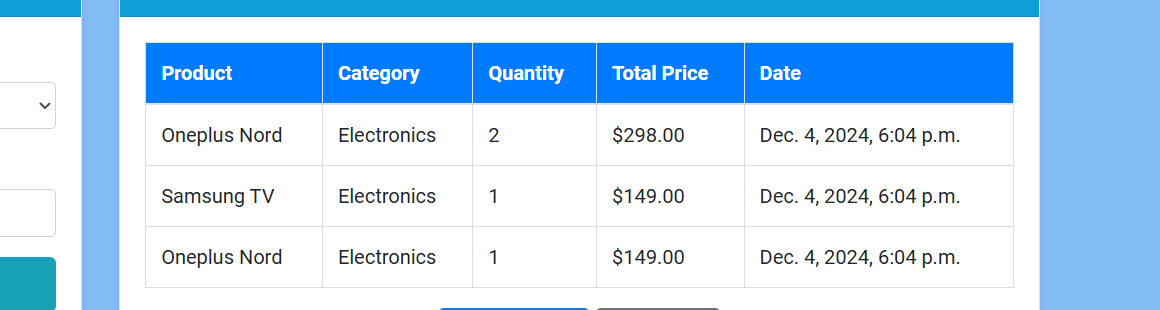 Product Category Quantity Total Price Date
Oneplus Nord Electronics 2 $298.00 Dec. 4, 2024, 6:04 p.m.
Samsung TV Electronics 1 $149.00 Dec. 4, 2024, 6:04 p.m.
Oneplus Nord Electronics 1 $149.00 Dec. 4, 2024, 6:04 p.m.